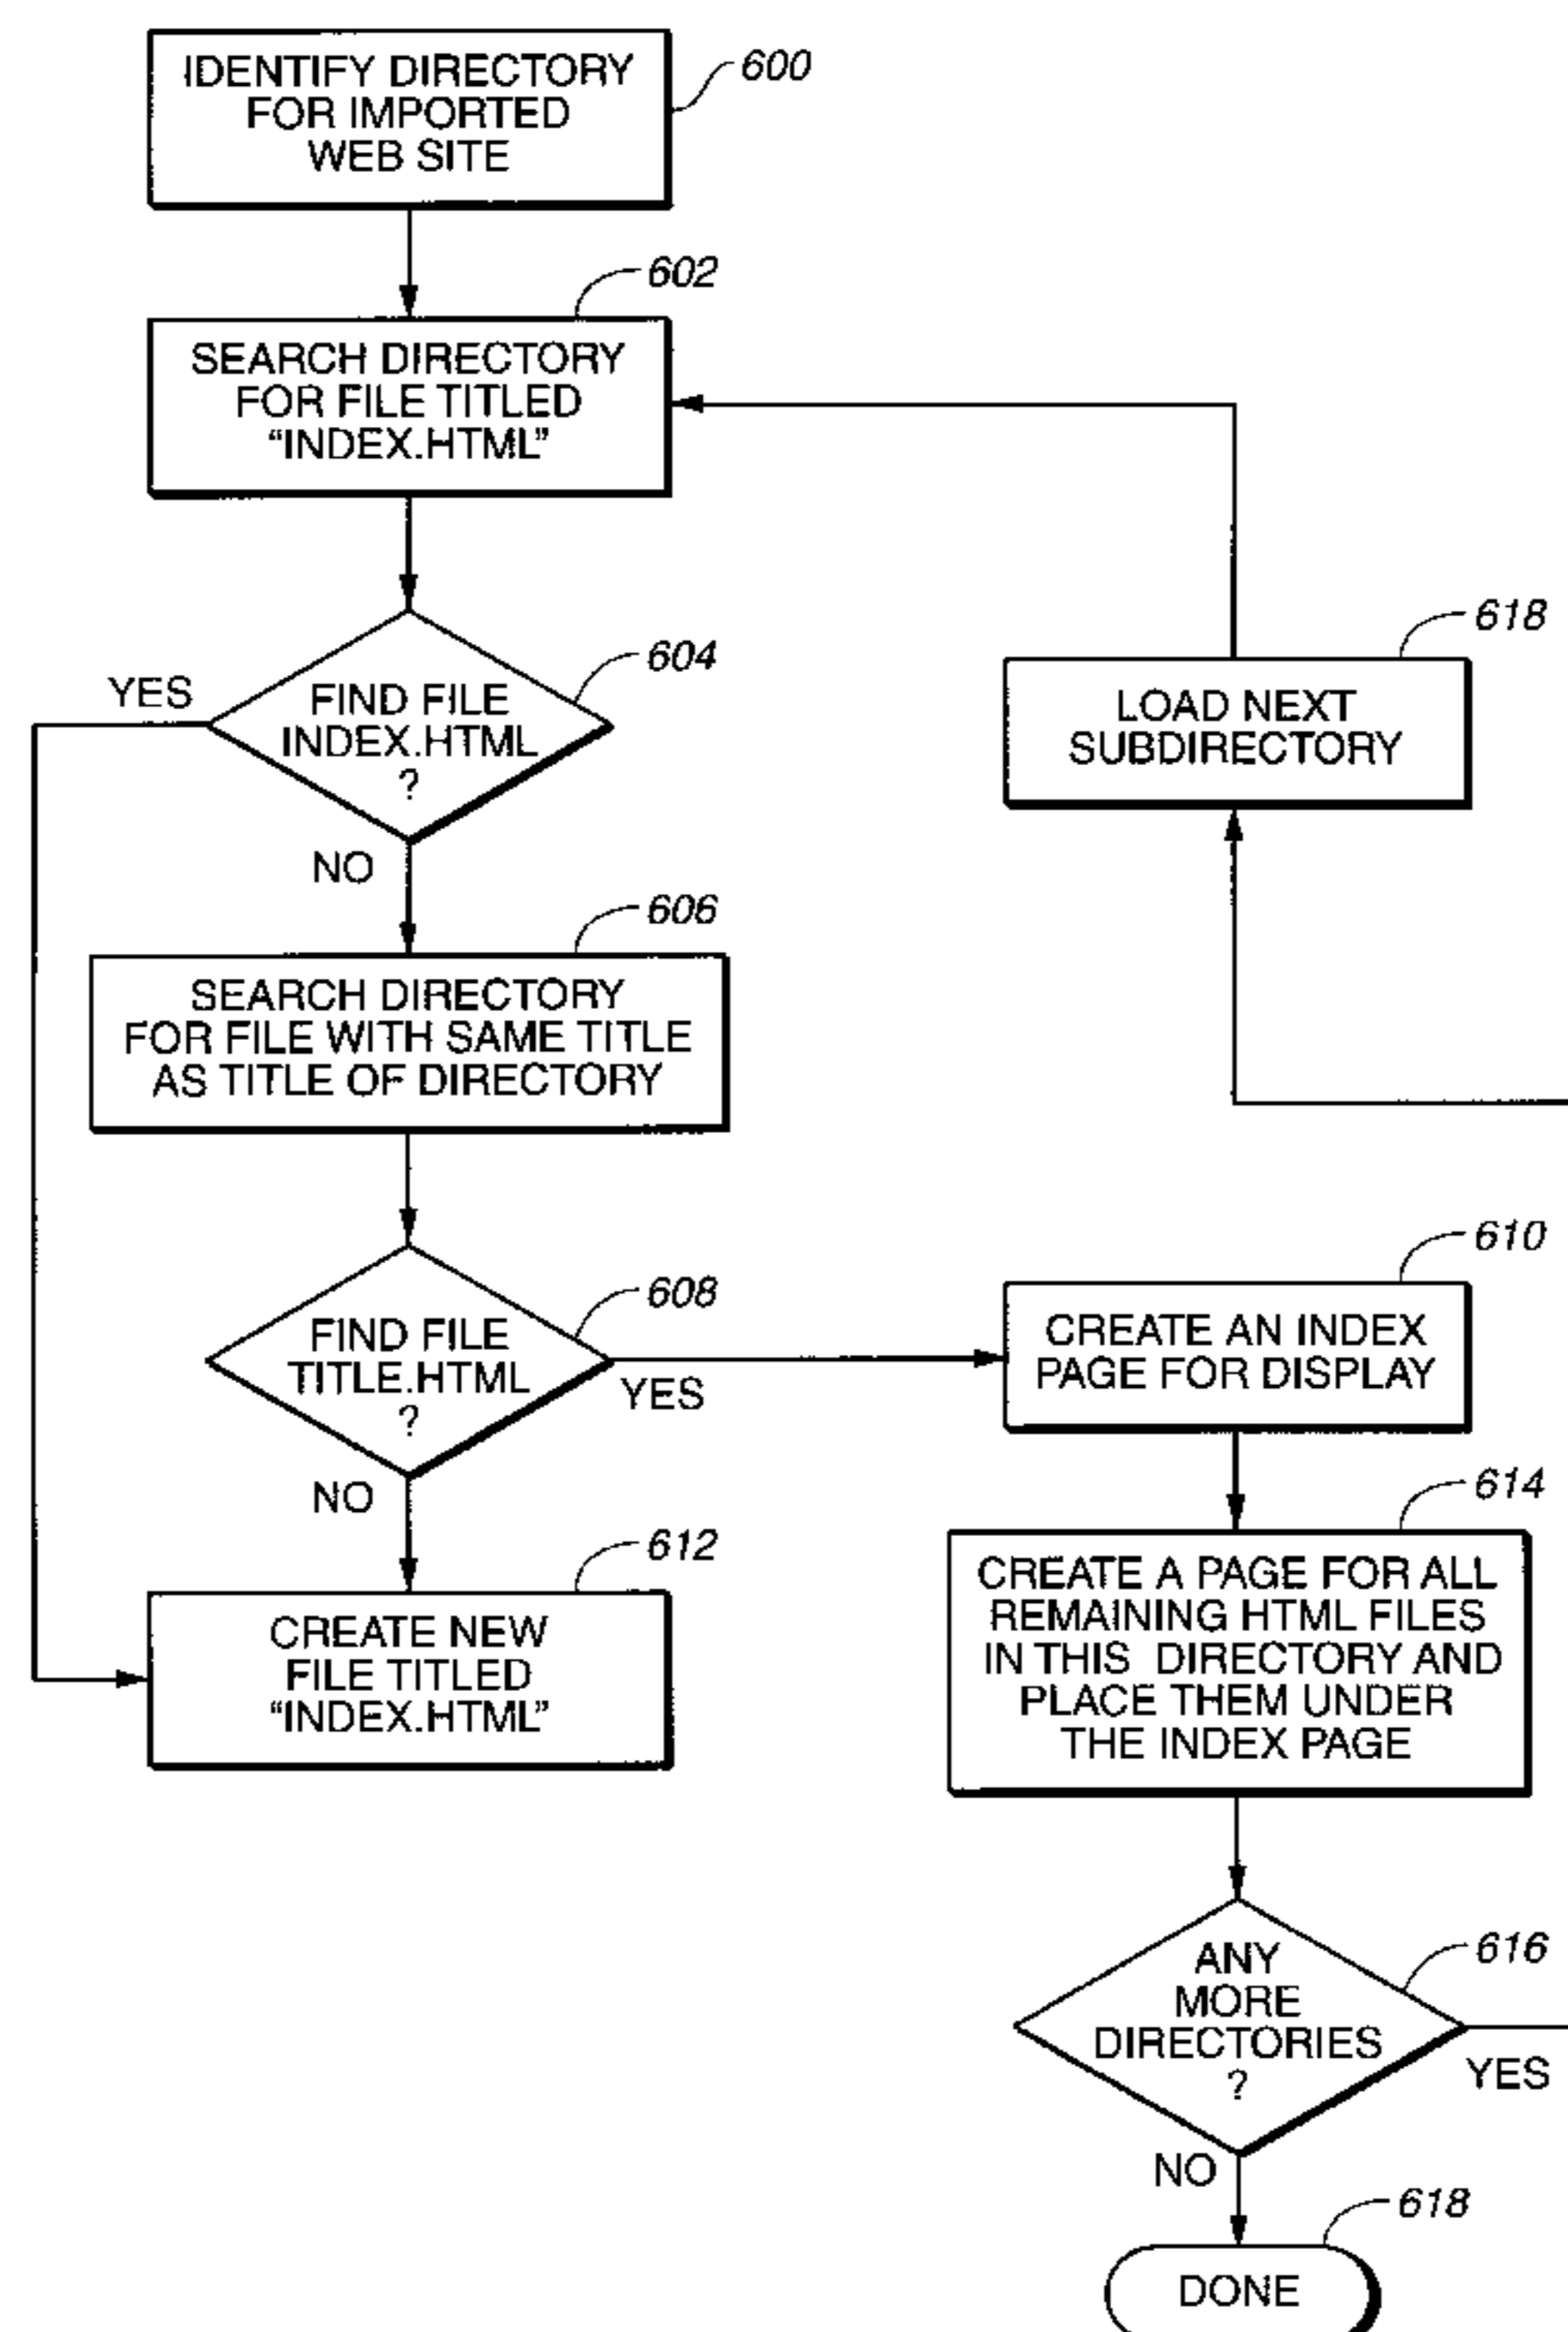 IDENTIFY DIRECTORY
FOR IMPORTED
WEB SITE
600
602
SEARCH DIRECTORY
FOR FILE TITLED
“INDEX.HTML”
604
YES
FIND FILE
INDEX.HTML
?
NO
618
LOAD NEXT
SUBDIRECTORY
606
SEARCH DIRECTORY
FOR FILE WITH SAME TITLE
AS TITLE OF DIRECTORY
608
FIND FILE
TITLE.HTML
?
YES
NO
610
CREATE AN INDEX
PAGE FOR DISPLAY
612
CREATE NEW
FILE TITLED
“INDEX.HTML”
614
CREATE A PAGE FOR ALL
REMAINING HTML FILES
IN THIS DIRECTORY AND
PLACE THEM UNDER
THE INDEX PAGE
616
ANY
MORE
DIRECTORIES
?
YES
NO
618
DONE